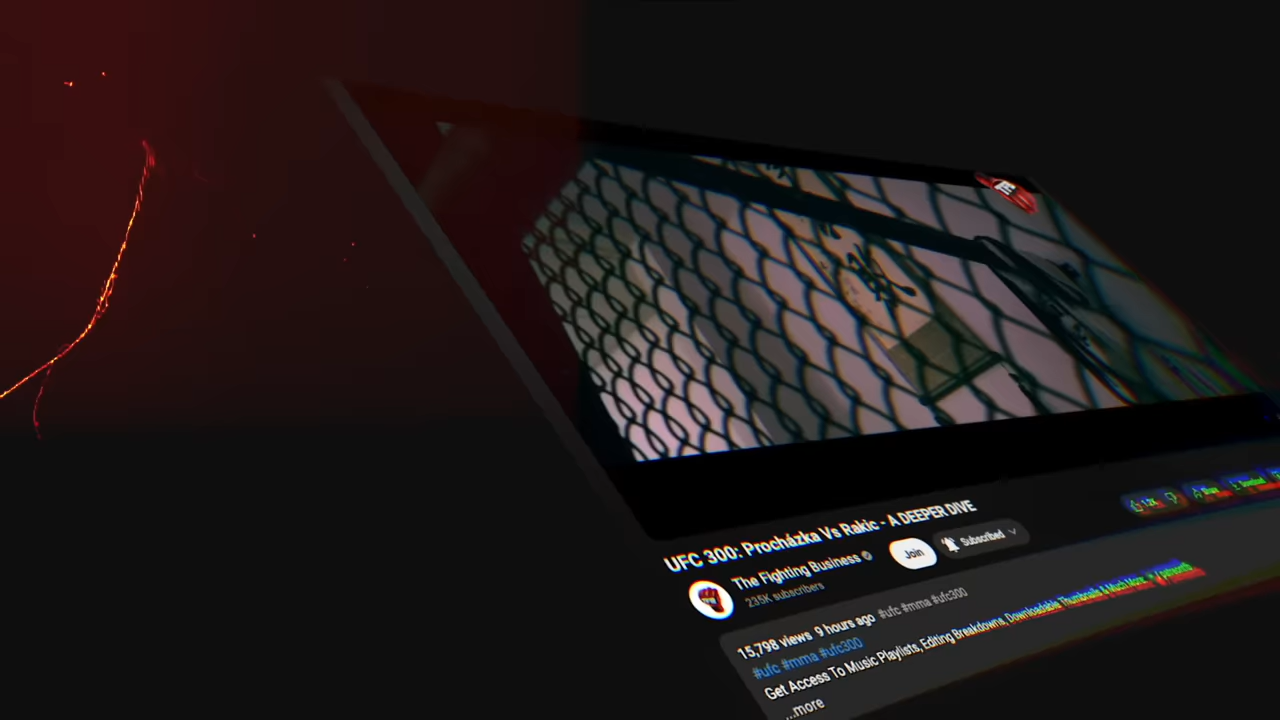 UFC 300: Procházka Vs Rakic - A DEEPER DIVE
The Fighting Business
235K subscribers
Join
Subscribed
15,798 views 9 hours ago #ufc #mma #ufc300
#ufc #mma #ufc300
Get Access To Music Playlists, Editing Breakdowns, Downloadable Thumbnails & Much More
...more